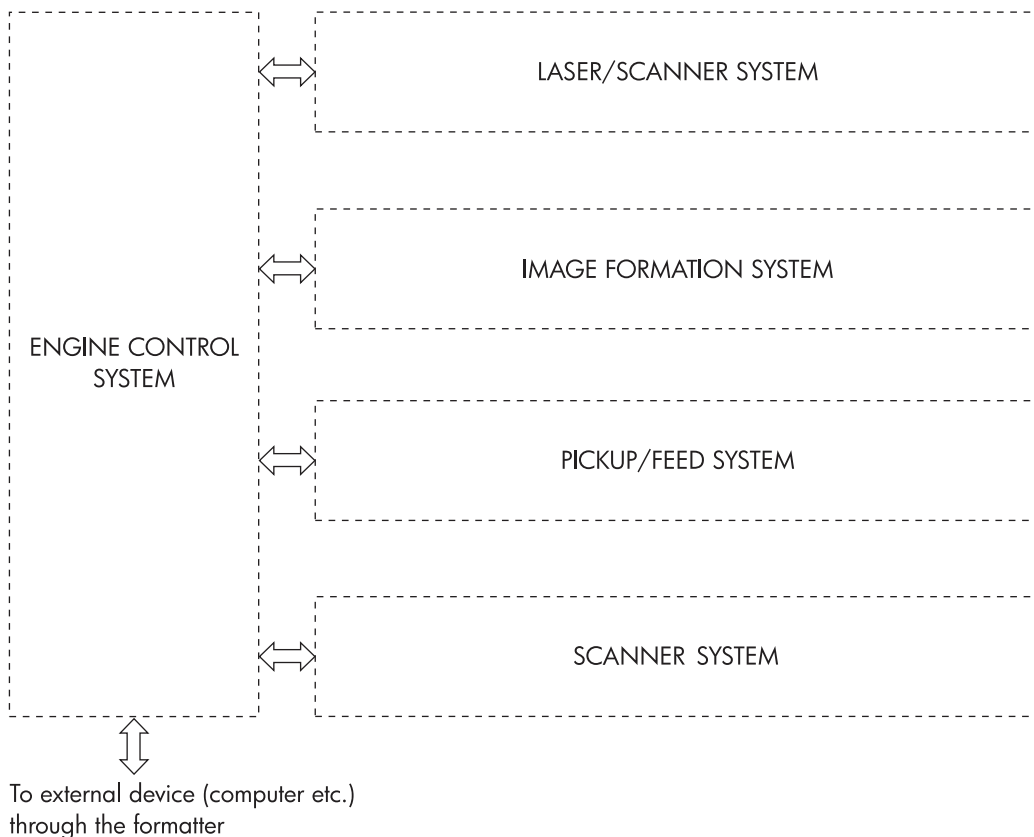 LASER/SCANNER SYSTEM
IMAGE FORMATION SYSTEM
ENGINE CONTROL
SYSTEM
PICKUP/FEED SYSTEM
SCANNER SYSTEM
To external device (computer etc.)
through the formatter